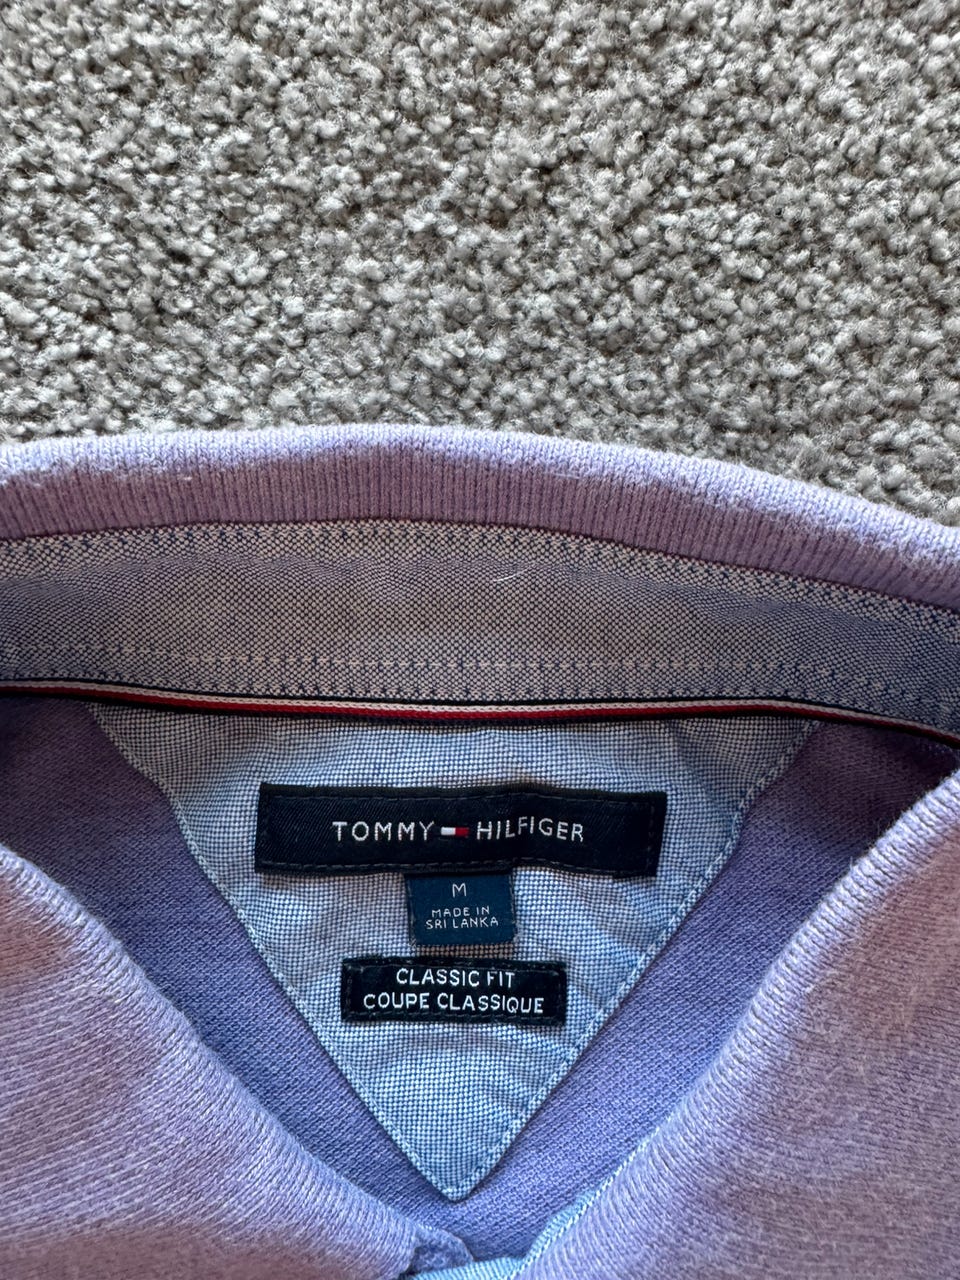 TOMMY HILFIGER
M
MADE IN
SRI LANKA
CLASSIC FIT
COUPE CLASSIQUE